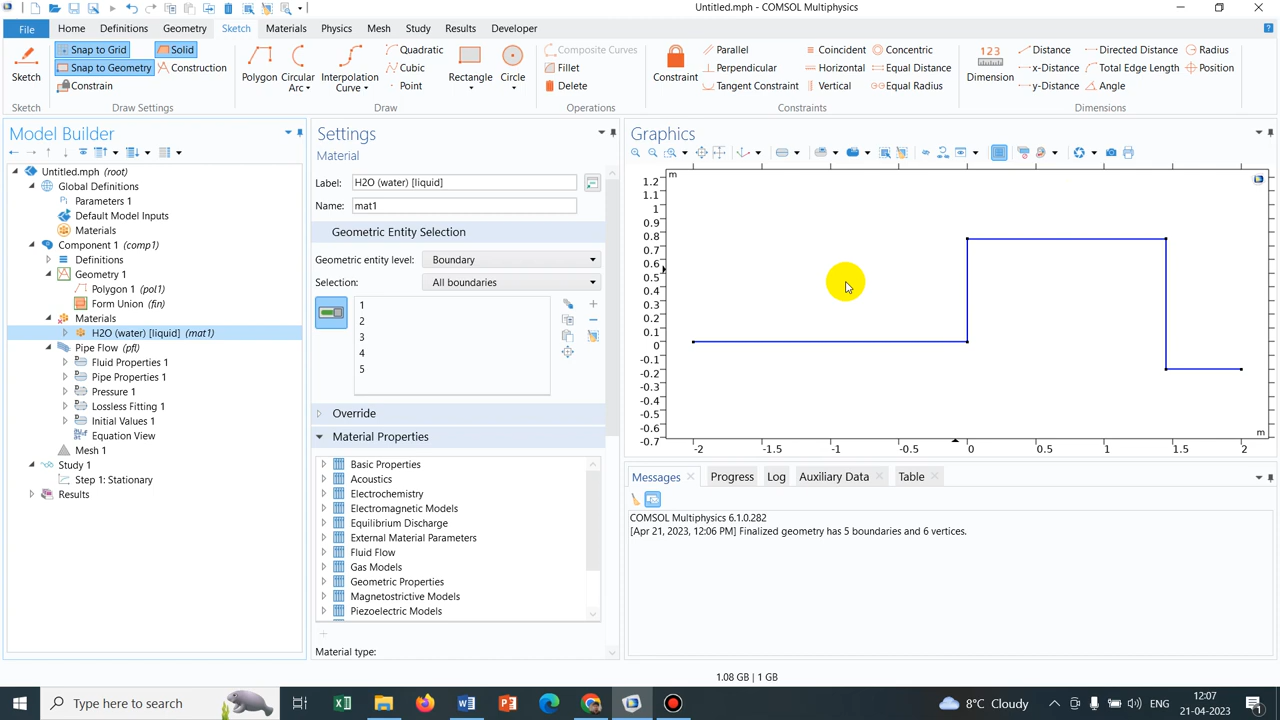 Untitled.mph - COMSOL Multiphysics
File Home Definitions Geometry Sketch Materials Physics Mesh Study Results Developer
Snap to Grid Solid
Snap to Geometry Construction
Constrain
Draw Settings
Sketch
Sketch
Polygon Circular Arc Interpolation Curve
Quadratic
Cubic
Point
Rectangle Circle
Draw
Composite Curves
Fillet
Delete
Operations
Constraint
Parallel Coincident Concentric
Perpendicular Horizontal Equal Distance
Tangent Constraint Vertical Equal Radius
Constraints
123
Dimension
Distance Directed Distance Radius
x-Distance Total Edge Length Position
y-Distance Angle
Dimensions
Model Builder
Untitled.mph (root)
Global Definitions
Parameters 1
Default Model Inputs
Materials
Component 1 (comp1)
Definitions
Geometry 1
Polygon 1 (pol1)
Form Union (fin)
Materials
H2O (water) [liquid] (mat1)
Pipe Flow (pfl)
Fluid Properties 1
Pipe Properties 1
Pressure 1
Lossless Fitting 1
Initial Values 1
Equation View
Mesh 1
Study 1
Step 1: Stationary
Results
Settings
Material
Label: H2O (water) [liquid]
Name: mat1
Geometric Entity Selection
Geometric entity level: Boundary
Selection: All boundaries
1
2
3
4
5
Override
Material Properties
Basic Properties
Acoustics
Electrochemistry
Electromagnetic Models
Equilibrium Discharge
External Material Parameters
Fluid Flow
Gas Models
Geometric Properties
Magnetostrictive Models
Piezoelectric Models
Material type:
Graphics
m
1.2
1.1
1
0.9
0.8
0.7
0.6
0.5
0.4
0.3
0.2
0.1
0
-0.1
-0.2
-0.3
-0.4
-0.5
-0.6
-0.7
m
-2 -1.5 -1 -0.5 0 0.5 1 1.5 2
Messages Progress Log Auxiliary Data Table
COMSOL Multiphysics 6.1.0.282
[Apr 21, 2023, 12:06 PM] Finalized geometry has 5 boundaries and 6 vertices.
1.08 GB | 1 GB
Type here to search
8°C Cloudy
ENG
12:07
21-04-2023